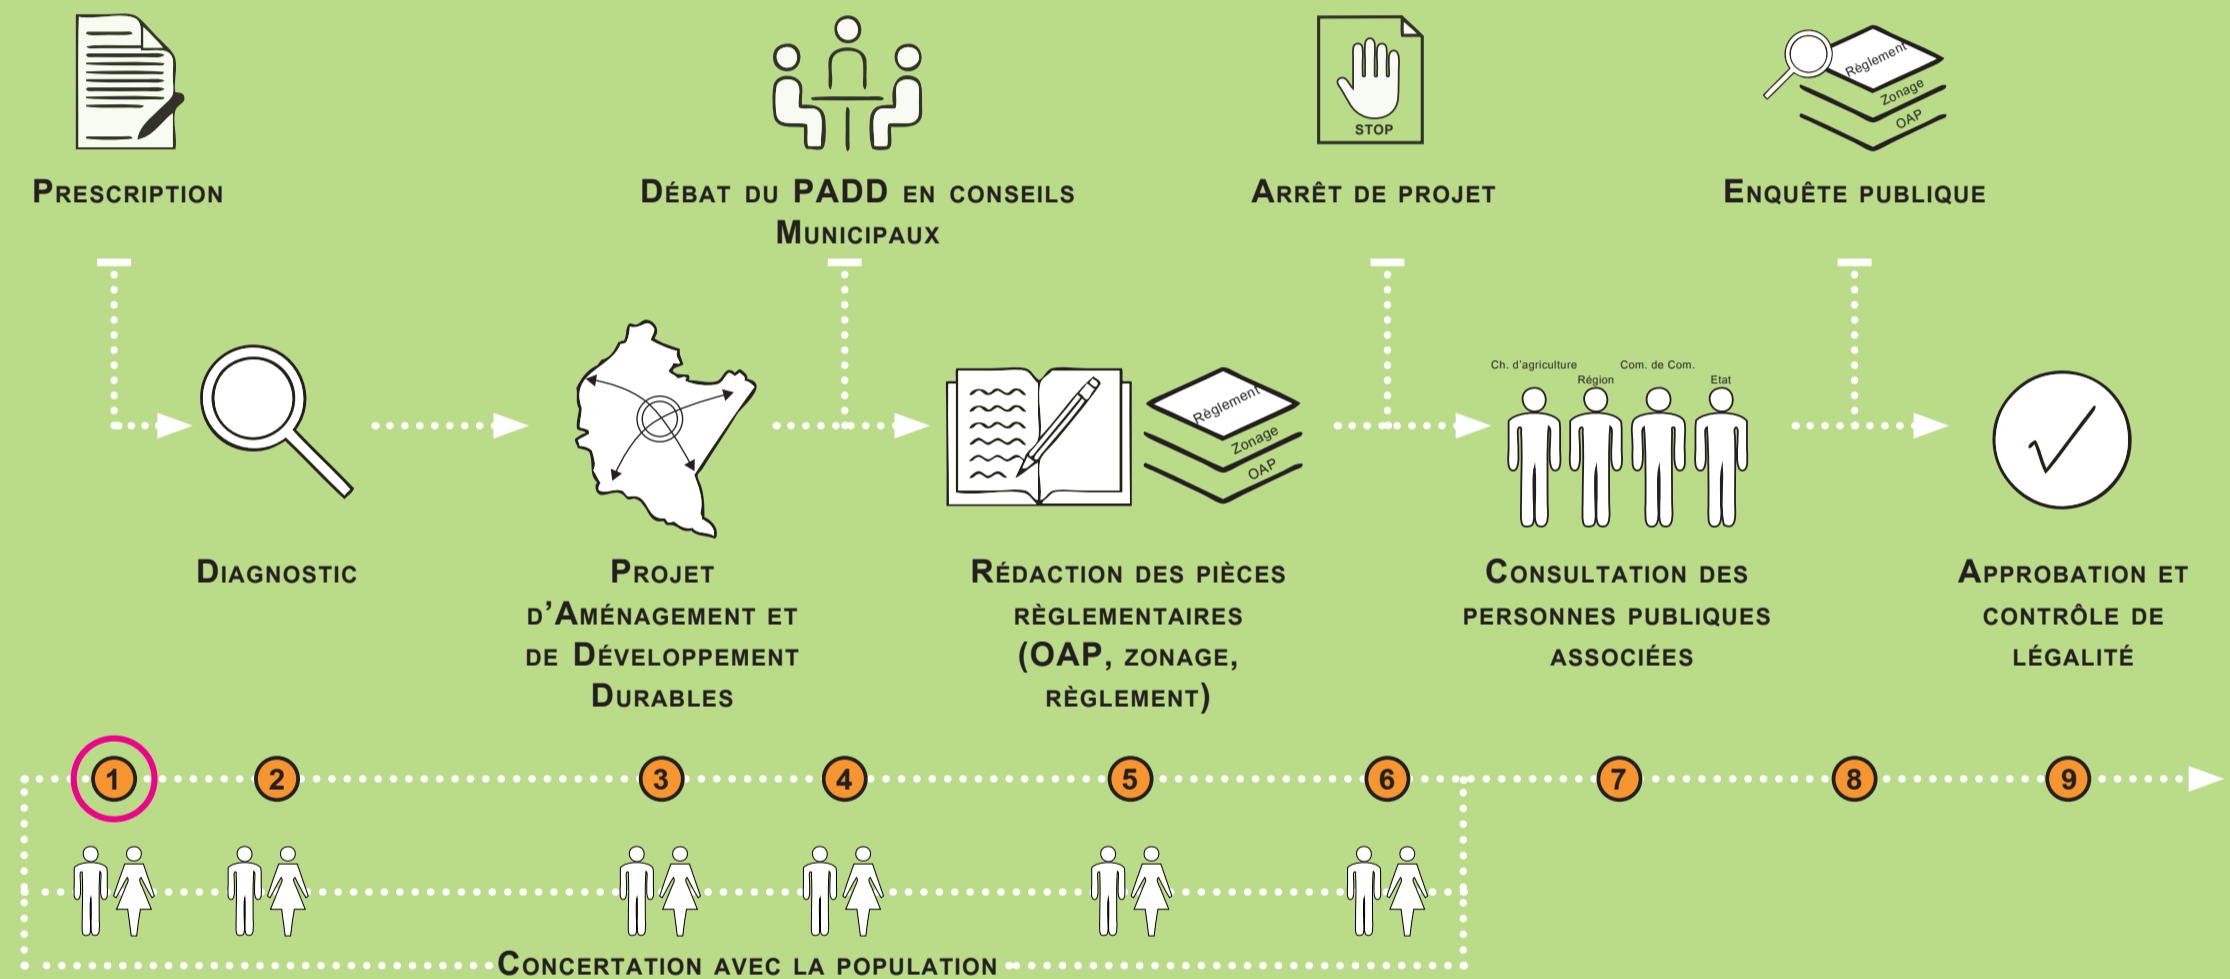 Prescription
Débat du PADD en conseils
Municipaux
STOP
Arrêt de projet
Règlement
Zonage
OAP
Enquête publique
Diagnostic
Projet
d'Aménagement et
de Développement
Durables
Règlement
Zonage
OAP
Rédaction des pièces
règlementaires
(OAP, zonage,
règlement)
Ch. d'agriculture
Région
Com. de Com.
Etat
Consultation des
personnes publiques
associées
Approbation et
contrôle de
légalité
1 2 3 4 5 6 7 8 9
Concertation avec la population